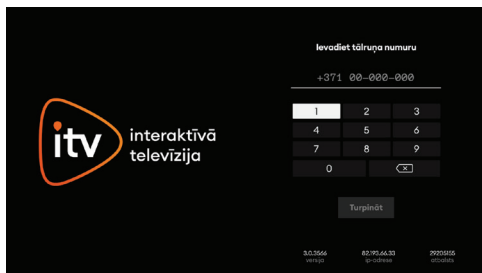 itv
interaktīvā
televīzija
Ievadiet tālruņa numuru
+371 00-000-000
1 2 3
4 5 6
7 8 9
0
Turpināt
3.0.3566 82.193.66.33 29205155
versija ip-adrese atbalsts